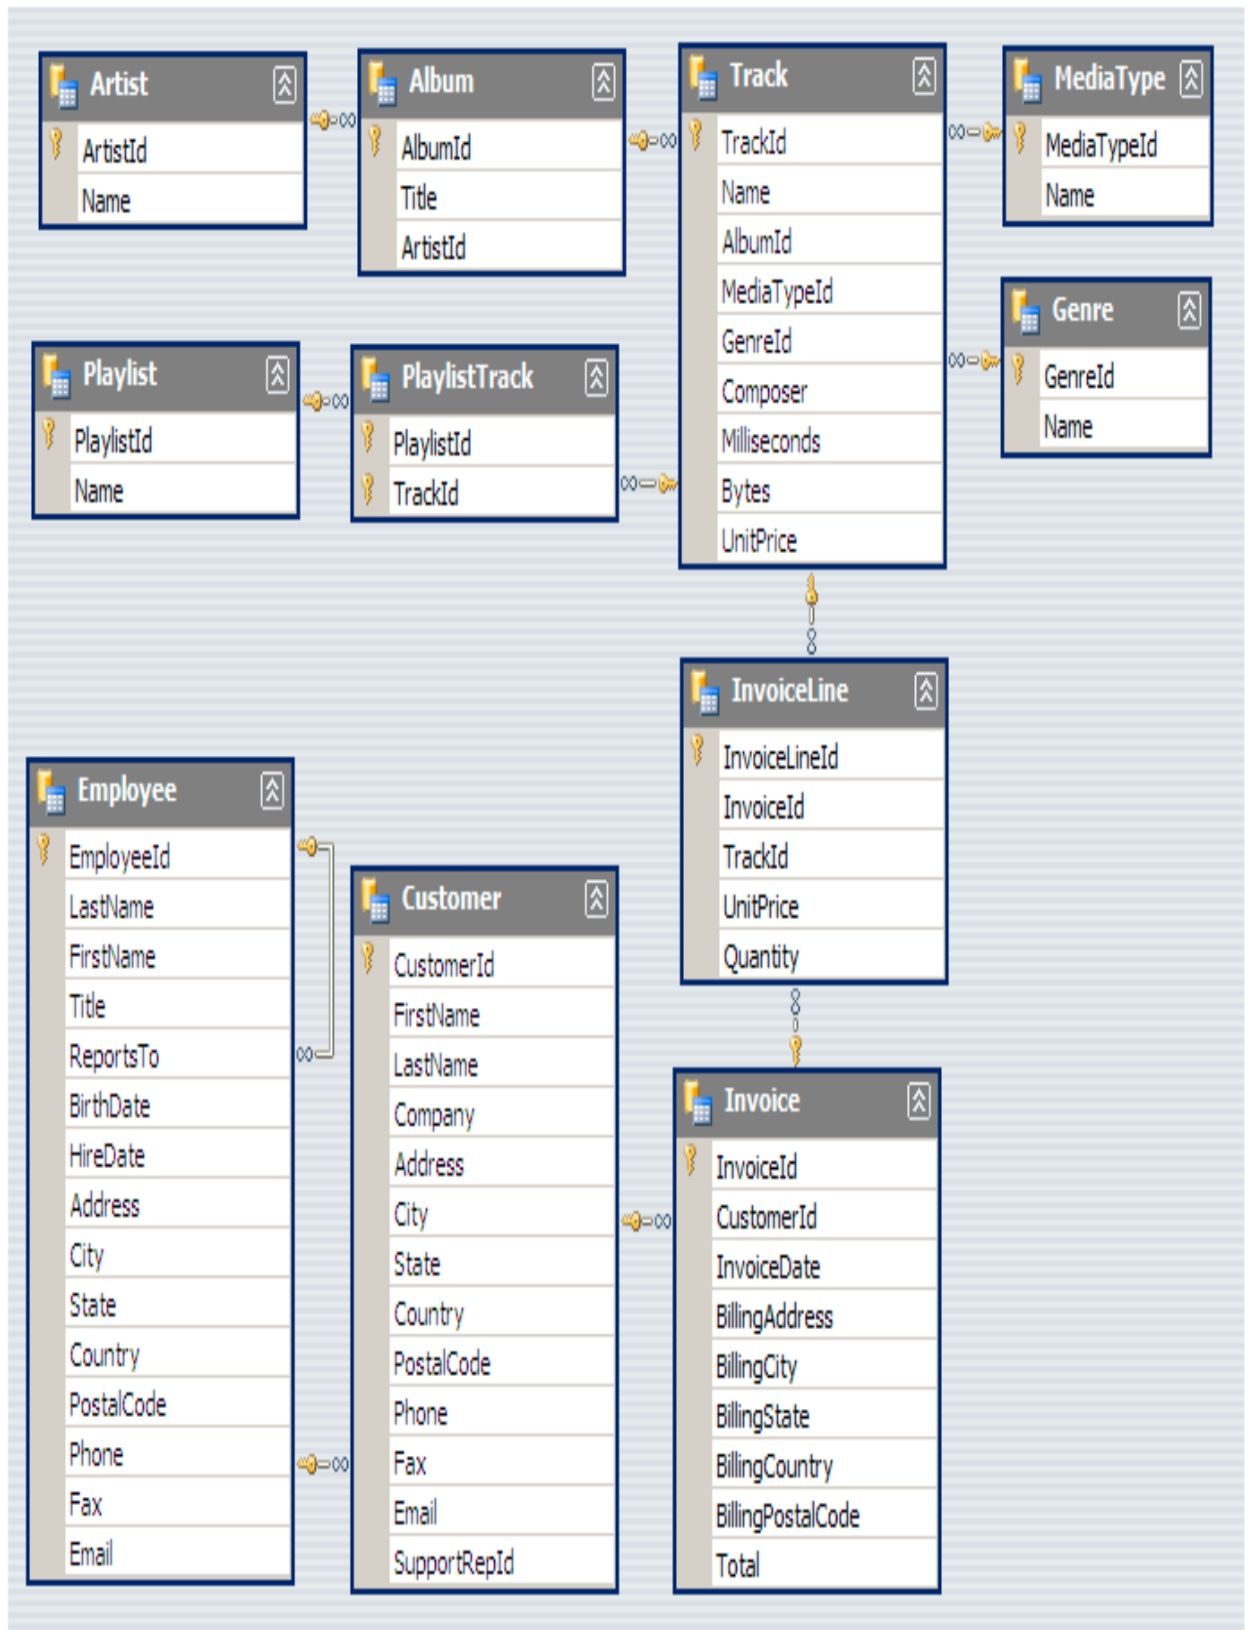 Artist
ArtistId
Name
Album
AlbumId
Title
ArtistId
Track
TrackId
Name
AlbumId
MediaTypeId
GenreId
Composer
Milliseconds
Bytes
UnitPrice
MediaType
MediaTypeId
Name
Genre
GenreId
Name
Playlist
PlaylistId
Name
PlaylistTrack
PlaylistId
TrackId
InvoiceLine
InvoiceLineId
InvoiceId
TrackId
UnitPrice
Quantity
Employee
EmployeeId
LastName
FirstName
Title
ReportsTo
BirthDate
HireDate
Address
City
State
Country
PostalCode
Phone
Fax
Email
Customer
CustomerId
FirstName
LastName
Company
Address
City
State
Country
PostalCode
Phone
Fax
Email
SupportRepId
Invoice
InvoiceId
CustomerId
InvoiceDate
BillingAddress
BillingCity
BillingState
BillingCountry
BillingPostalCode
Total